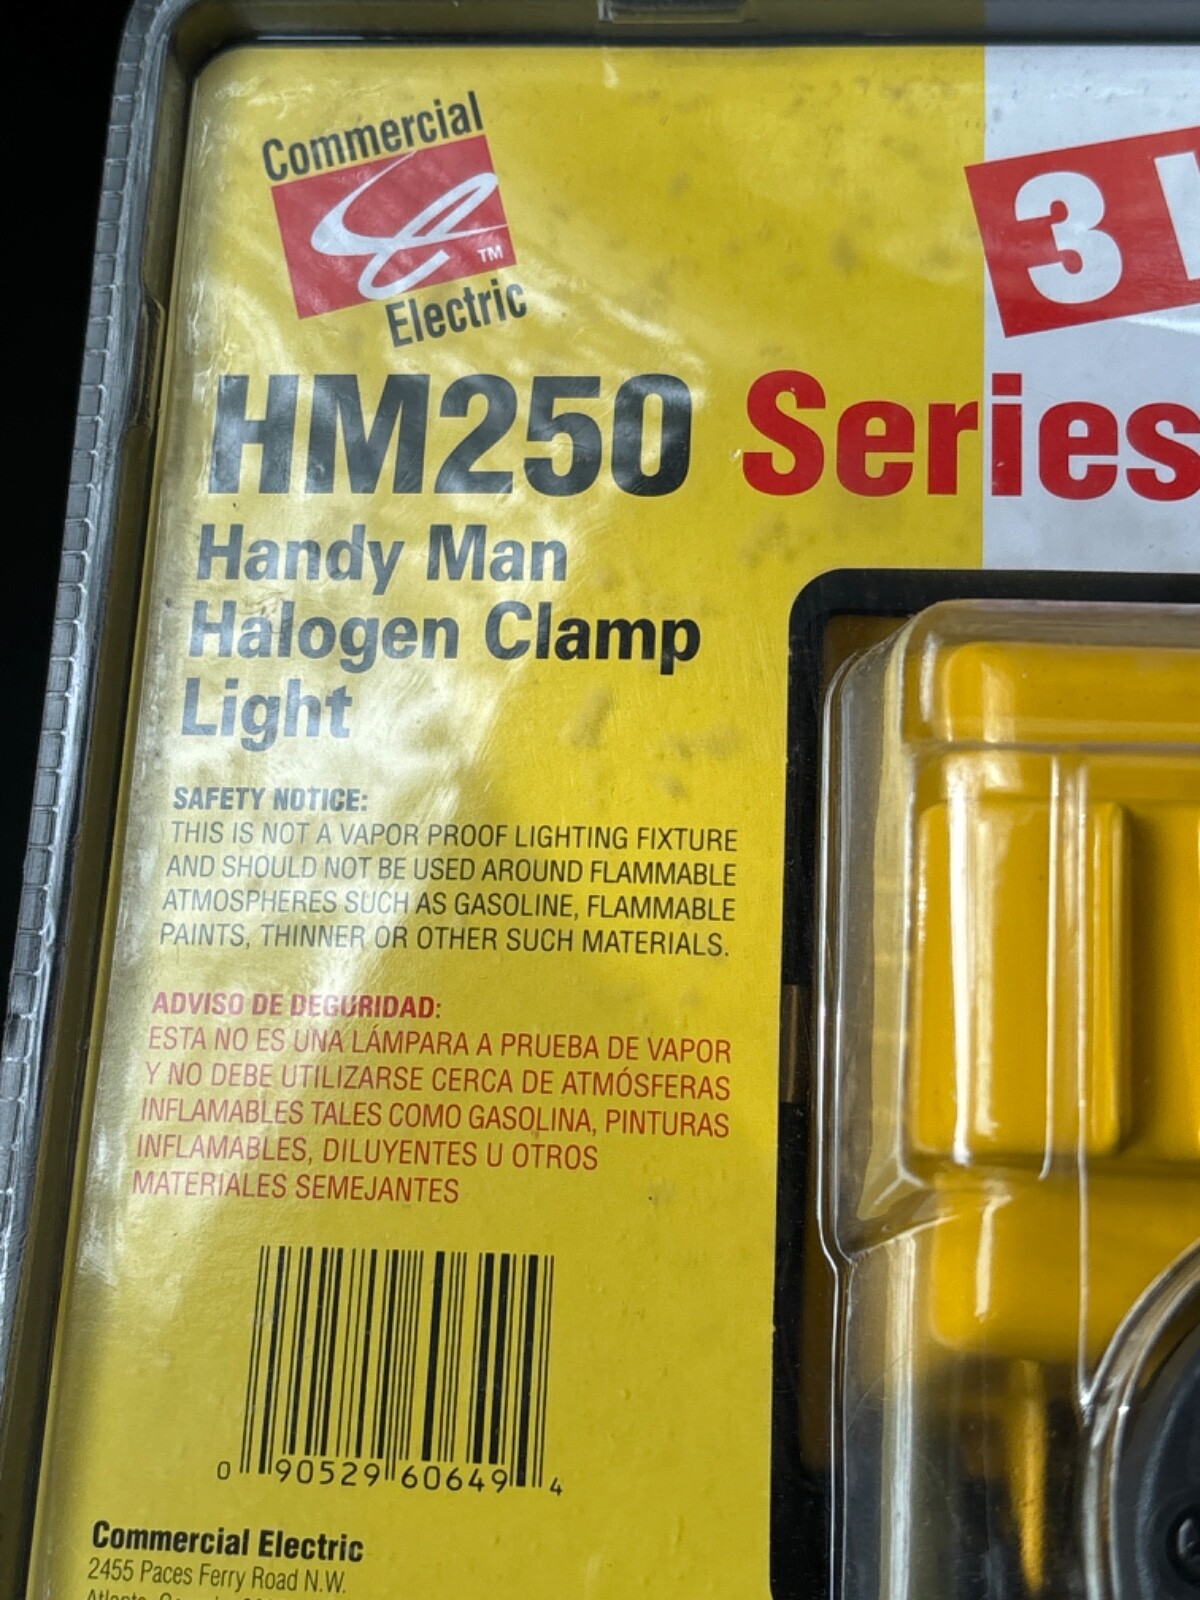 Commercial
TM
Electric
3
HM250 Series
Handy Man
Halogen Clamp
Light
SAFETY NOTICE:
THIS IS NOT A VAPOR PROOF LIGHTING FIXTURE
AND SHOULD NOT BE USED AROUND FLAMMABLE
ATMOSPHERES SUCH AS GASOLINE, FLAMMABLE
PAINTS, THINNER OR OTHER SUCH MATERIALS.
ADVISO DE DEGURIDAD:
ESTA NO ES UNA LÁMPARA A PRUEBA DE VAPOR
Y NO DEBE UTILIZARSE CERCA DE ATMÓSFERAS
INFLAMABLES TALES COMO GASOLINA, PINTURAS
INFLAMABLES, DILUYENTES U OTROS
MATERIALES SEMEJANTES
0 90529 60649 4
Commercial Electric
2455 Paces Ferry Road N.W.